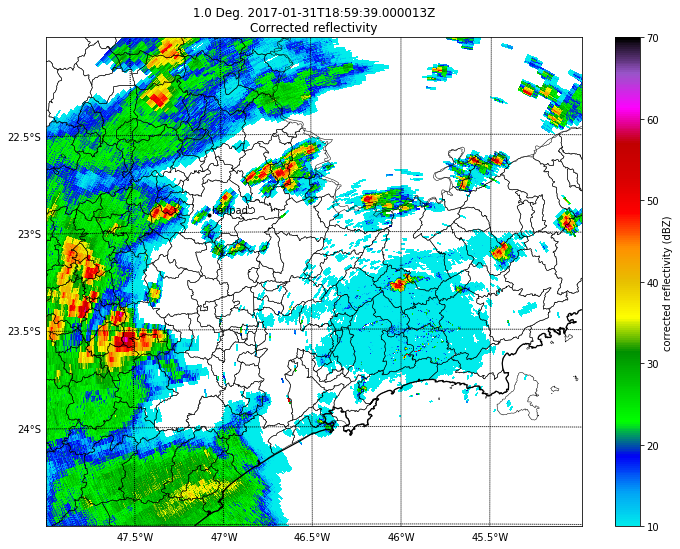 1.0 Deg. 2017-01-31T18:59:39.000013Z
Corrected reflectivity
22.5°S
23°S
23.5°S
24°S
47.5°W
47°W
46.5°W
46°W
45.5°W
70
60
50
40
30
20
10
corrected reflectivity (dBZ)